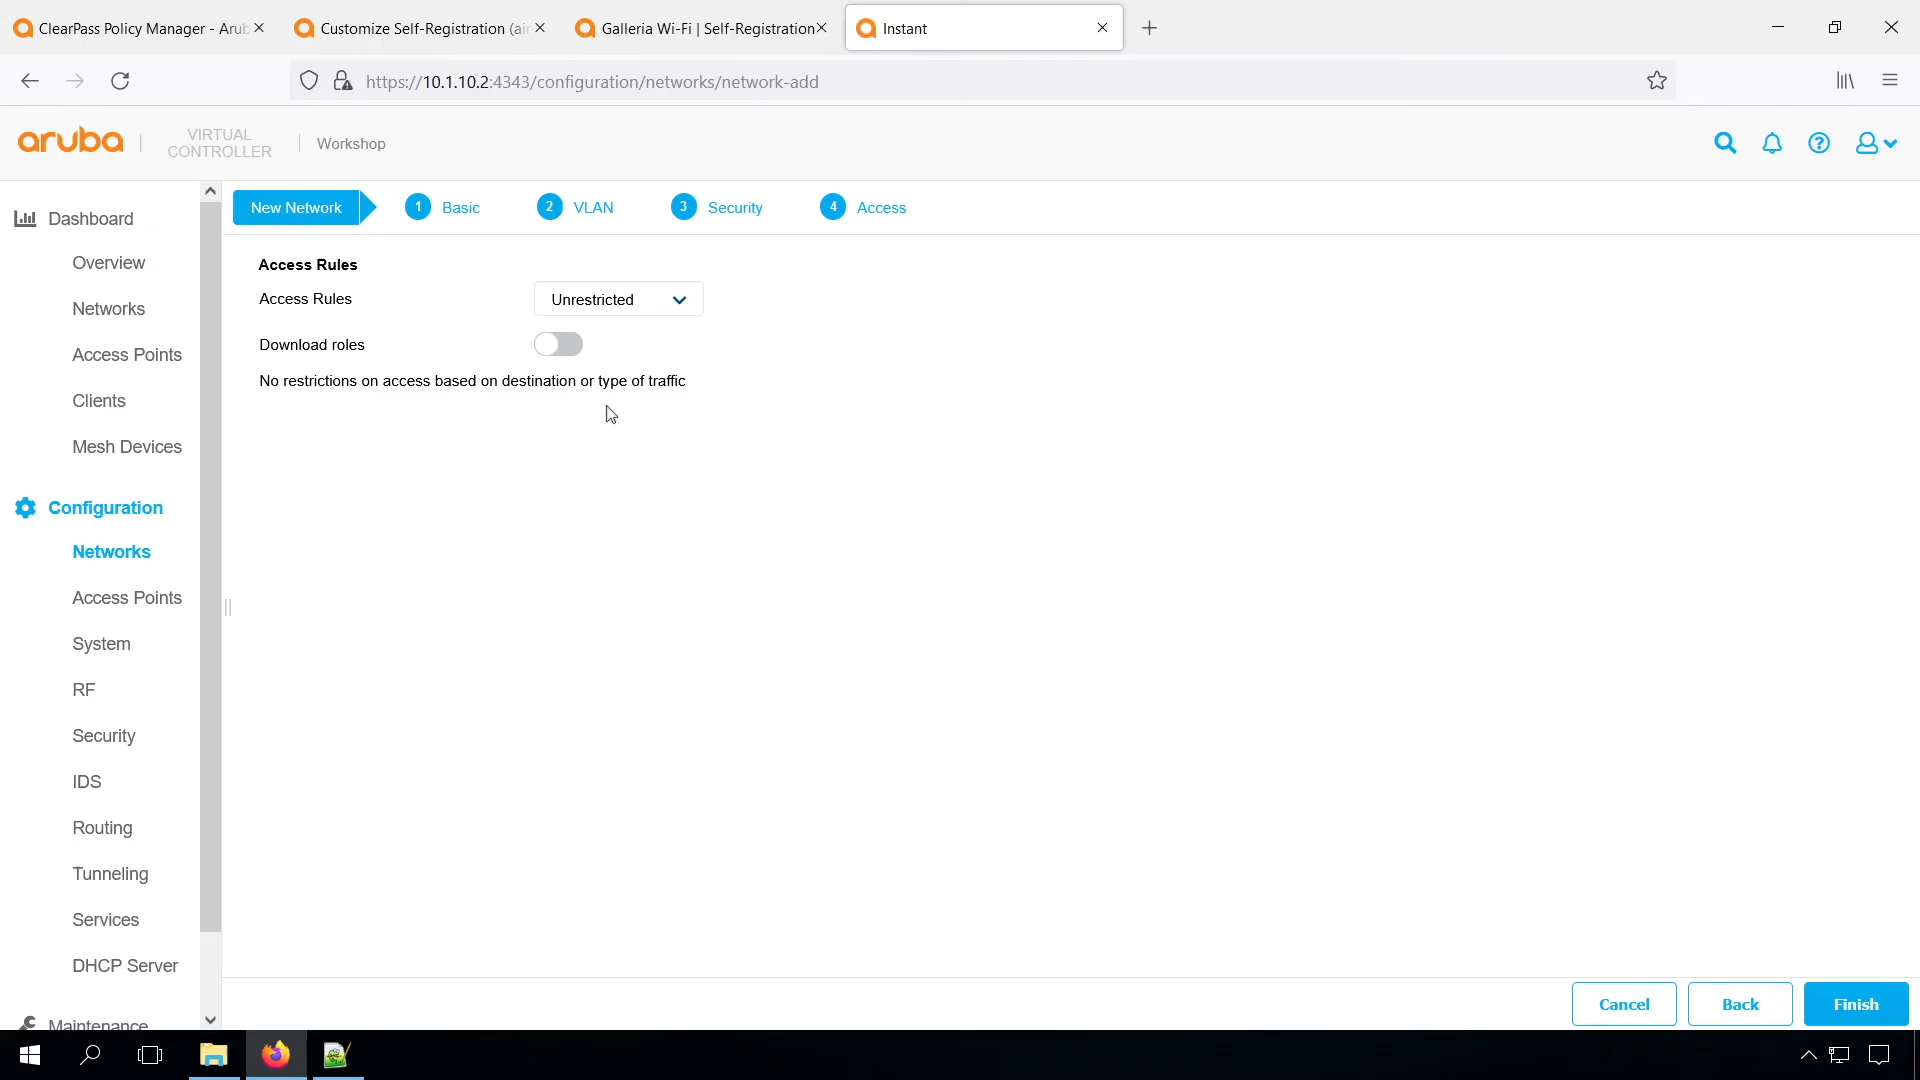 ClearPass Policy Manager - Arub
Customize Self-Registration (air
Galleria Wi-Fi | Self-Registration
Instant
https://10.1.10.2:4343/configuration/networks/network-add
aruba
VIRTUAL
CONTROLLER
Workshop
Dashboard
Overview
Networks
Access Points
Clients
Mesh Devices
Configuration
Networks
Access Points
System
RF
Security
IDS
Routing
Tunneling
Services
DHCP Server
Maintenance
New Network
1 Basic
2 VLAN
3 Security
4 Access
Access Rules
Access Rules
Unrestricted
Download roles
No restrictions on access based on destination or type of traffic
Cancel
Back
Finish